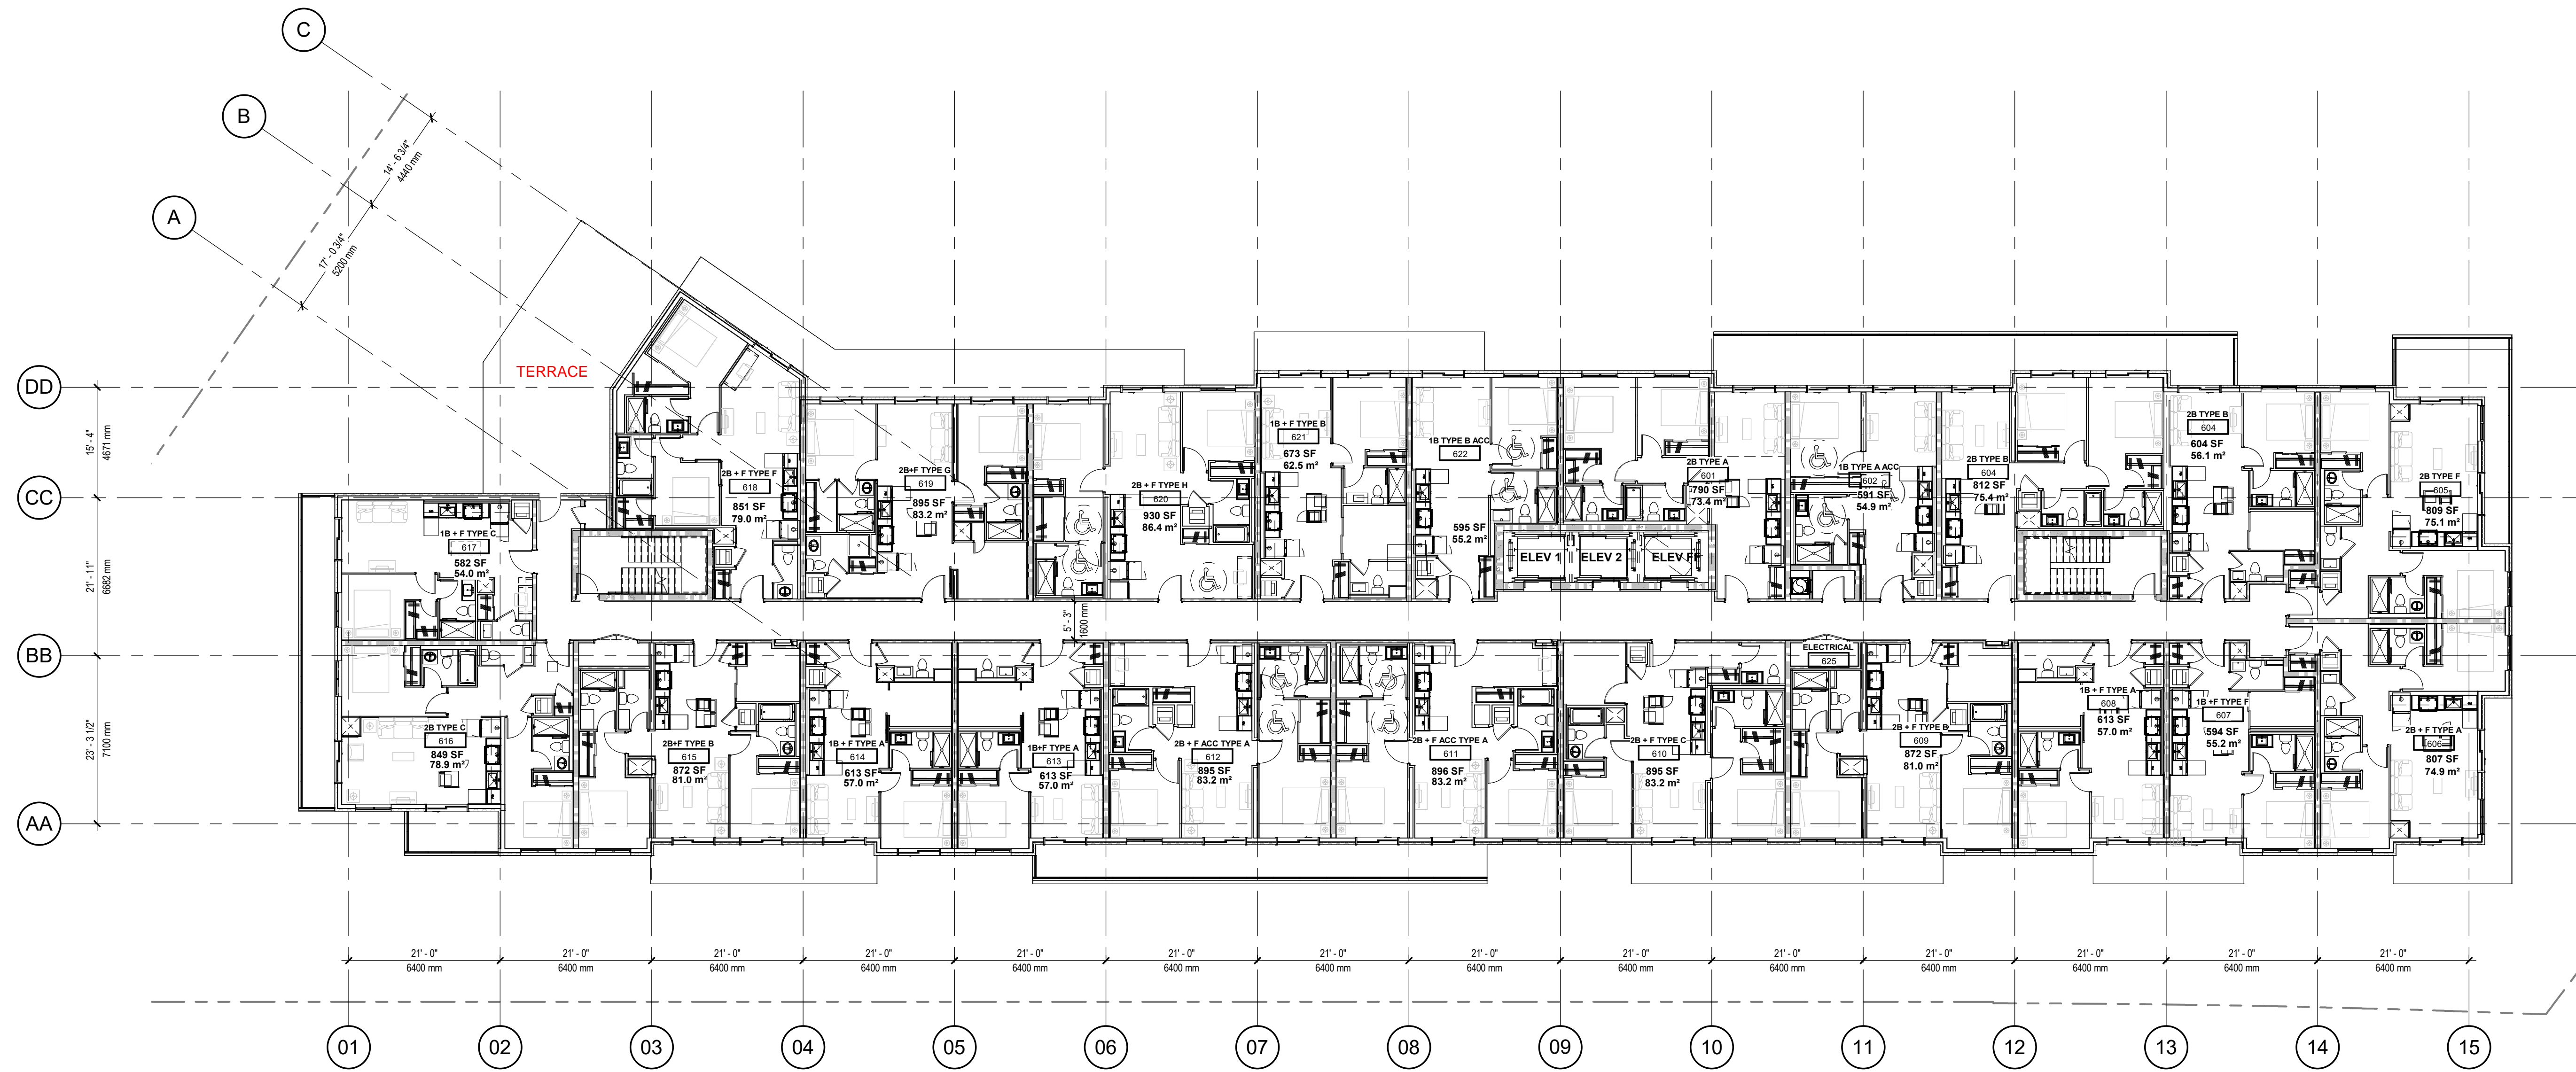 C
B
A
14' - 6 3/4"
4440 mm
17' - 0 3/4"
5200 mm
TERRACE
DD
15' - 4"
4671 mm
CC
21' - 11"
6682 mm
BB
23' - 3 1/2"
7100 mm
AA
1B + F TYPE C
617
582 SF
54.0 m²
2B + F TYPE F
618
851 SF
79.0 m²
2B+F TYPE G
619
895 SF
83.2 m²
2B + F TYPE H
620
930 SF
86.4 m²
1B + F TYPE B
621
673 SF
62.5 m²
1B TYPE B ACC
622
595 SF
55.2 m²
ELEV 1
ELEV 2
ELEV FF
2B TYPE A
601
790 SF
73.4 m²
1B TYPE A ACC
602
591 SF
54.9 m²
2B TYPE B
604
812 SF
75.4 m²
2B TYPE B
604
604 SF
56.1 m²
2B TYPE F
605
809 SF
75.1 m²
5' - 3"
1600 mm
2B TYPE C
616
849 SF
78.9 m²
2B+F TYPE B
615
872 SF
81.0 m²
1B + F TYPE A
614
613 SF
57.0 m²
1B+F TYPE A
613
613 SF
57.0 m²
2B + F ACC TYPE A
612
895 SF
83.2 m²
2B + F ACC TYPE A
611
896 SF
83.2 m²
2B + F TYPE C
610
895 SF
83.2 m²
ELECTRICAL
625
2B + F TYPE B
609
872 SF
81.0 m²
1B + F TYPE A
608
613 SF
57.0 m²
1B +F TYPE F
607
594 SF
55.2 m²
2B + F TYPE A
606
807 SF
74.9 m²
21' - 0" 21' - 0" 21' - 0" 21' - 0" 21' - 0" 21' - 0" 21' - 0" 21' - 0" 21' - 0" 21' - 0" 21' - 0" 21' - 0" 21' - 0" 21' - 0"
6400 mm 6400 mm 6400 mm 6400 mm 6400 mm 6400 mm 6400 mm 6400 mm 6400 mm 6400 mm 6400 mm 6400 mm 6400 mm 6400 mm
01 02 03 04 05 06 07 08 09 10 11 12 13 14 15